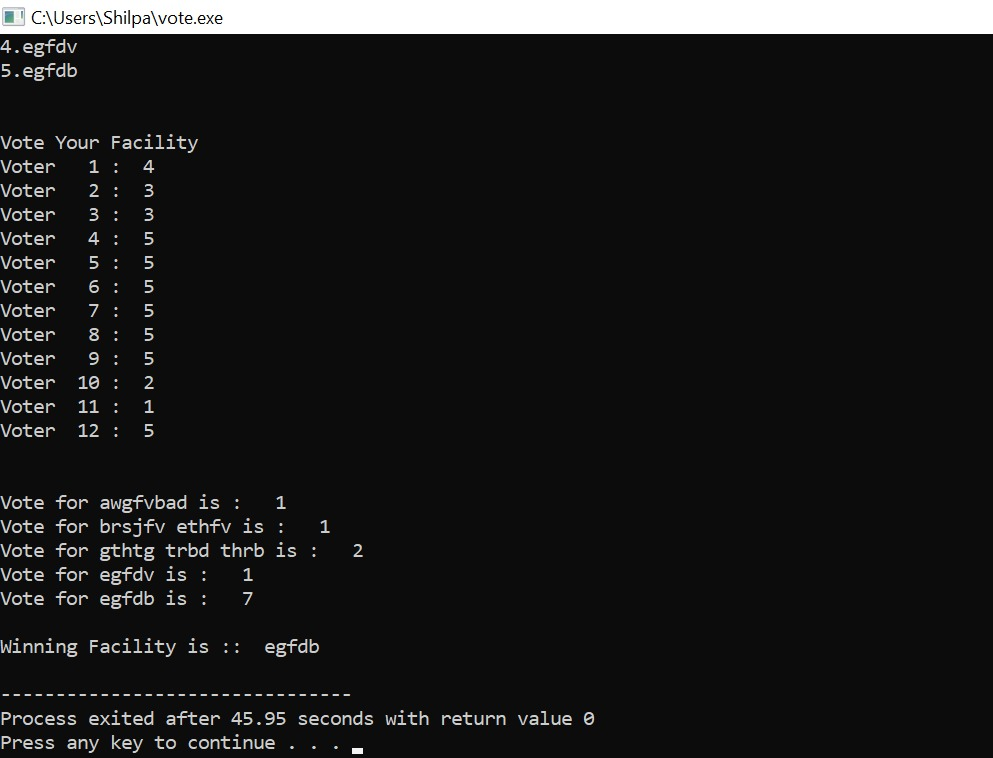 C:\Users\Shilpa\vote.exe
4.egfdv
5.egfdb
Vote Your Facility
Voter   1 :  4
Voter   2 :  3
Voter   3 :  3
Voter   4 :  5
Voter   5 :  5
Voter   6 :  5
Voter   7 :  5
Voter   8 :  5
Voter   9 :  5
Voter  10 :  2
Voter  11 :  1
Voter  12 :  5
Vote for awgfvbad is :   1
Vote for brsjfv ethfv is :   1
Vote for gthtg trbd thrb is :   2
Vote for egfdv is :   1
Vote for egfdb is :   7
Winning Facility is ::  egfdb
--------------------------------
Process exited after 45.95 seconds with return value 0
Press any key to continue . . .